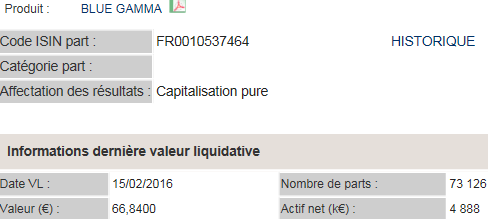 Produit : BLUE GAMMA
Code ISIN part : FR0010537464 HISTORIQUE
Catégorie part :
Affectation des résultats : Capitalisation pure
Informations dernière valeur liquidative
Date VL : 15/02/2016 Nombre de parts : 73 126
Valeur (€) : 66,8400 Actif net (k€) : 4 888